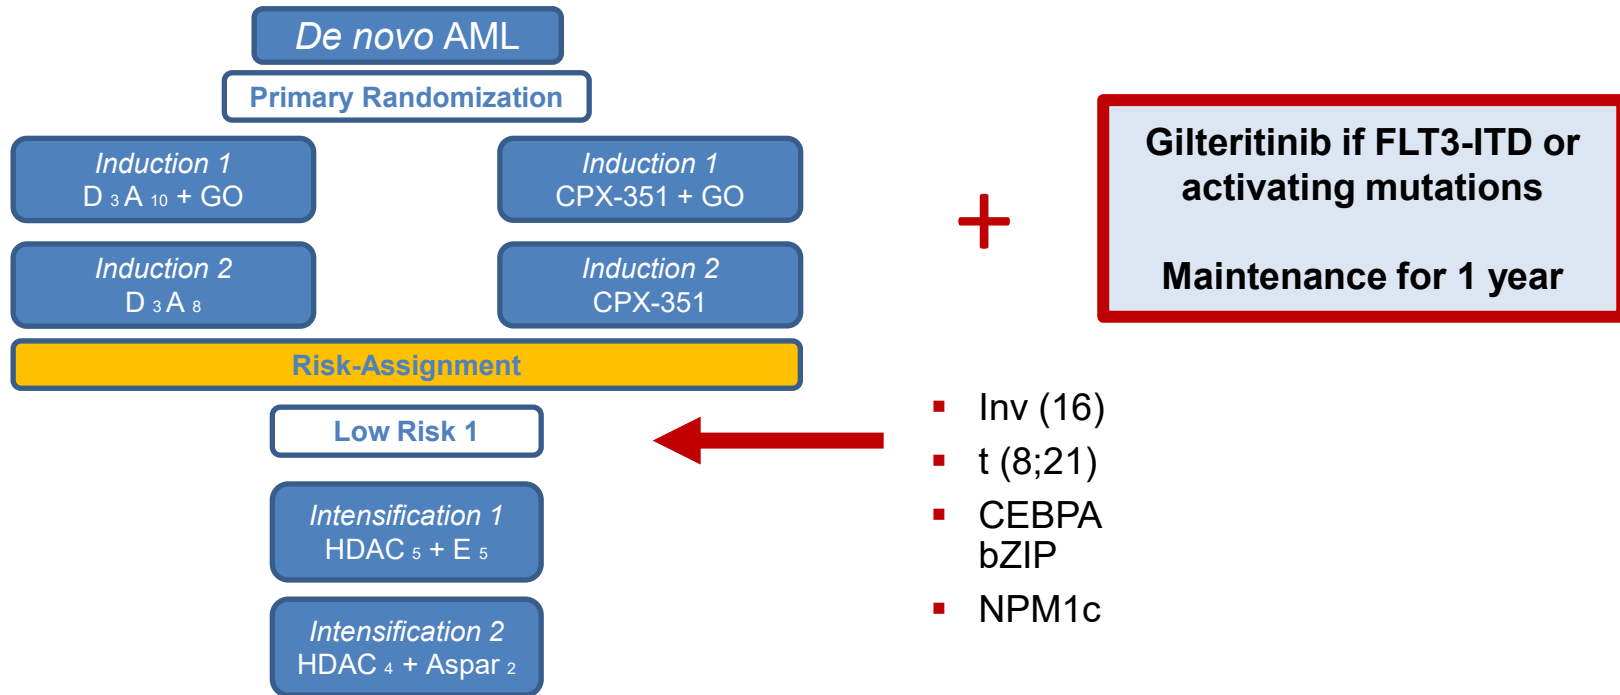 De novo AML
Primary Randomization
Induction 1
D 3 A 10 + GO
Induction 1
CPX-351 + GO
Induction 2
D 3 A 8
Induction 2
CPX-351
Risk-Assignment
Low Risk 1
Intensification 1
HDAC 5 + E 5
Intensification 2
HDAC 4 + Aspar 2
+
Gilteritinib if FLT3-ITD or
activating mutations
Maintenance for 1 year
▪ Inv (16)
▪ t (8;21)
▪ CEBPA
bZIP
▪ NPM1c